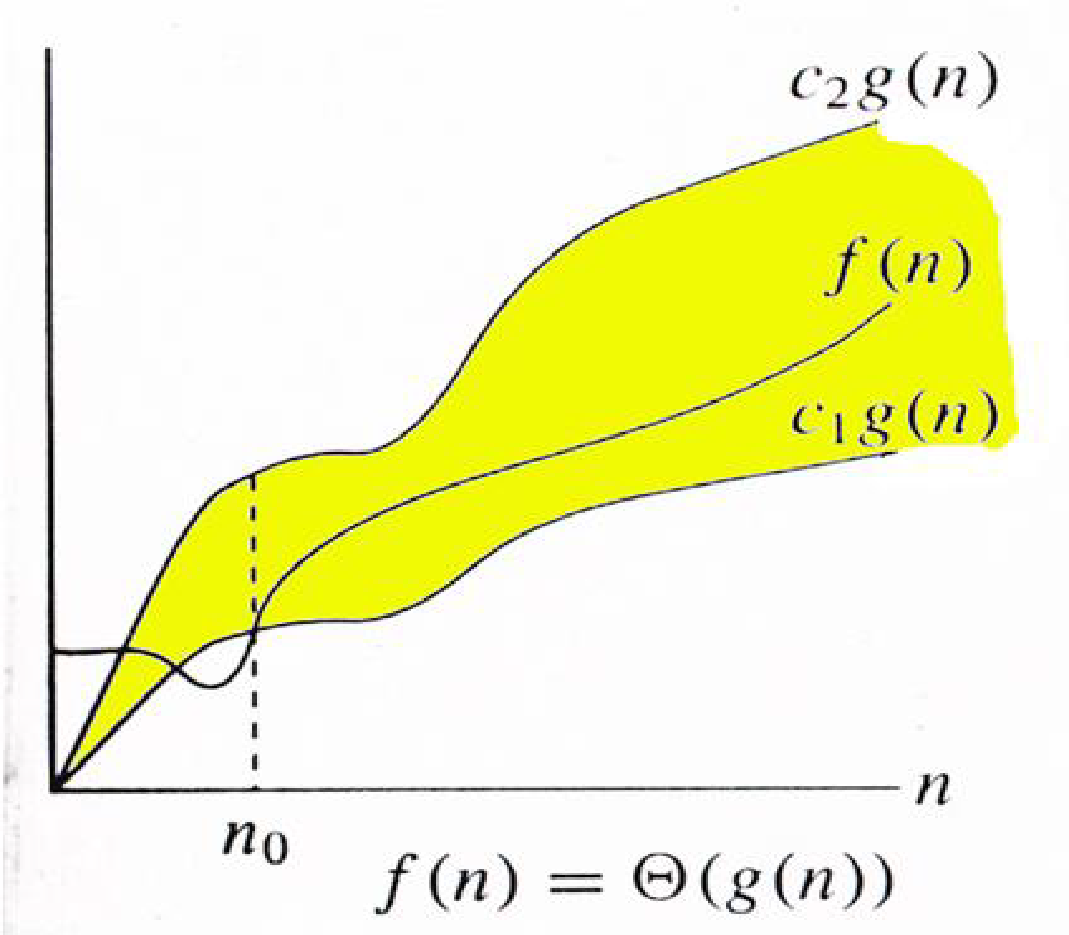 c₂g(n)
f(n)
c₁g(n)
n
n₀
f(n) = Θ(g(n))